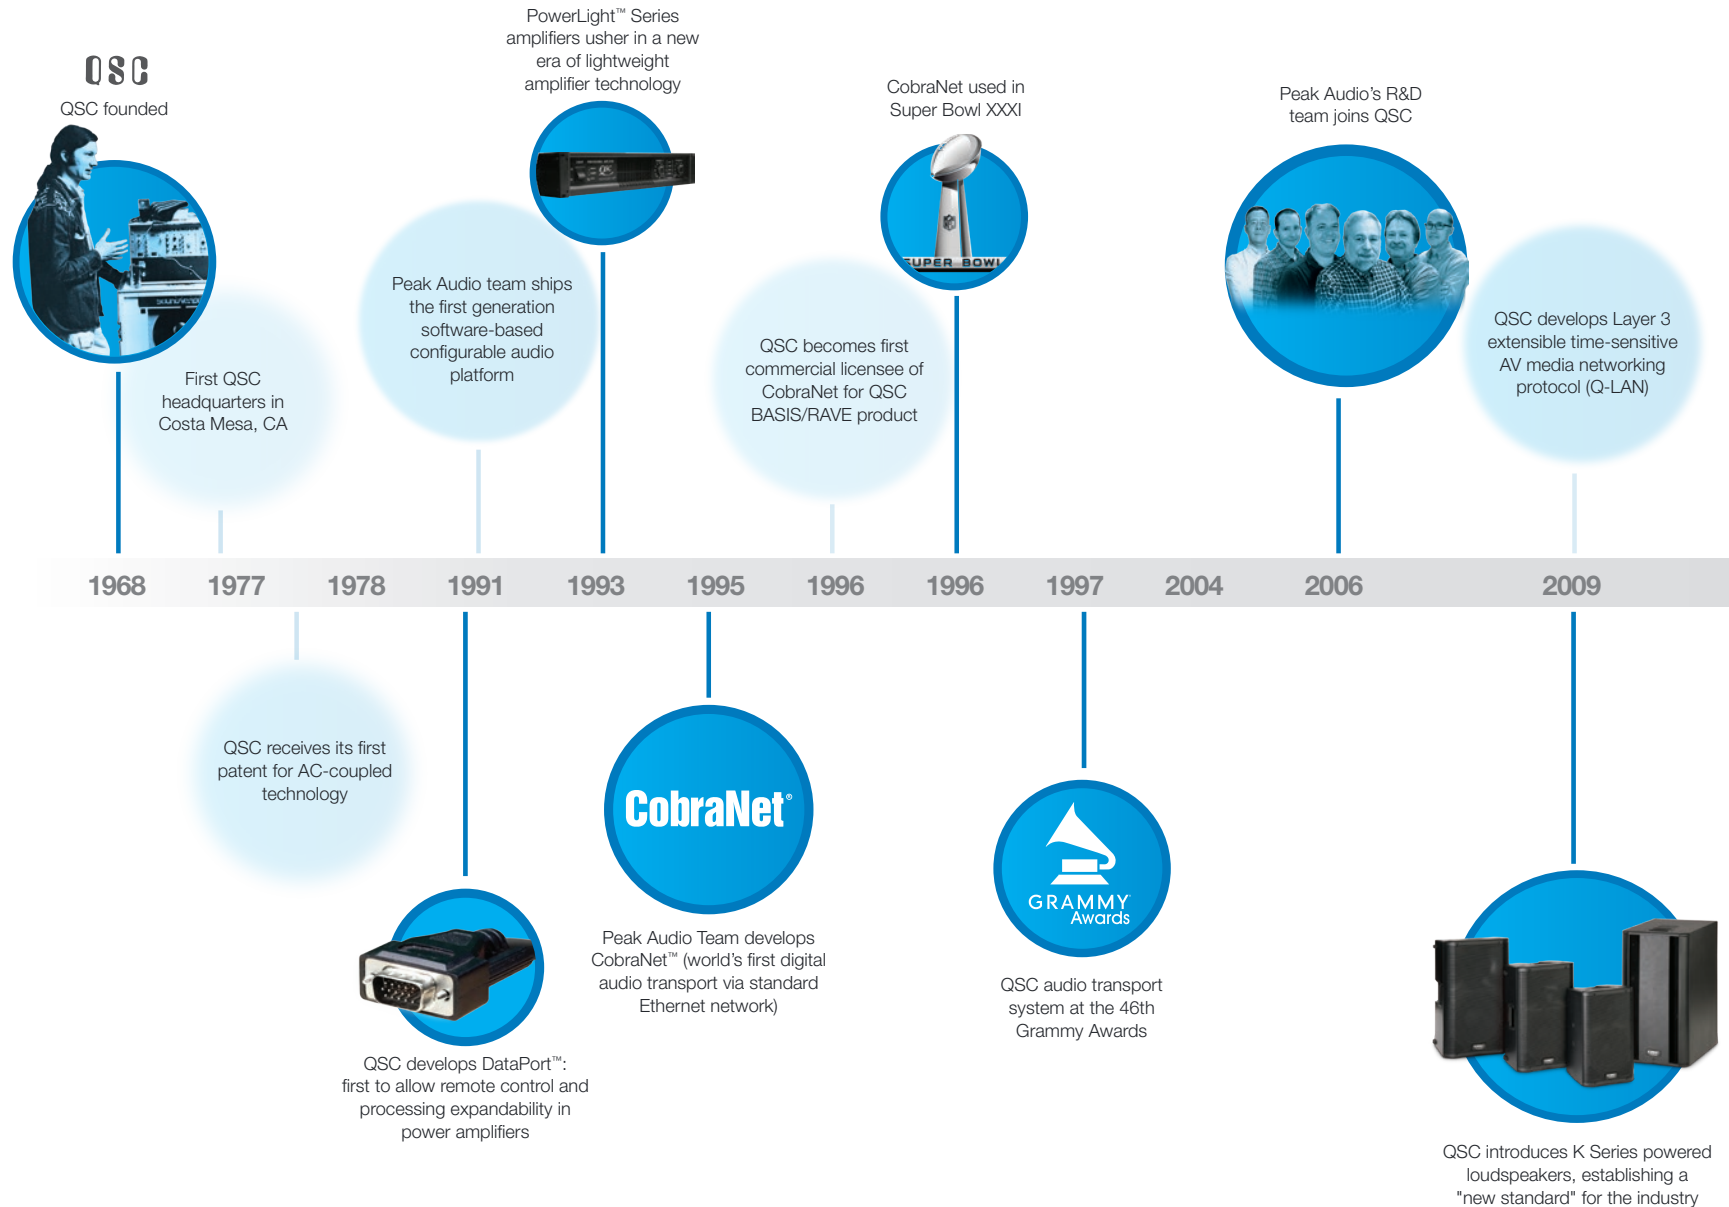 QSC
QSC founded
First QSC
headquarters in
Costa Mesa, CA
Peak Audio team ships
the first generation
software-based
configurable audio
platform
PowerLight™ Series
amplifiers usher in a new
era of lightweight
amplifier technology
QSC
QSC becomes first
commercial licensee of
CobraNet for QSC
BASIS/RAVE product
CobraNet used in
Super Bowl XXXI
NFL
SUPER BOWL
Peak Audio’s R&D
team joins QSC
QSC develops Layer 3
extensible time-sensitive
AV media networking
protocol (Q-LAN)
1968 1977 1978 1991 1993 1995 1996 1996 1997 2004 2006 2009
QSC receives its first
patent for AC-coupled
technology
QSC develops DataPort™:
first to allow remote control and
processing expandability in
power amplifiers
CobraNet®
Peak Audio Team develops
CobraNet™ (world’s first digital
audio transport via standard
Ethernet network)
GRAMMY
Awards
QSC audio transport
system at the 46th
Grammy Awards
QSC introduces K Series powered
loudspeakers, establishing a
"new standard" for the industry